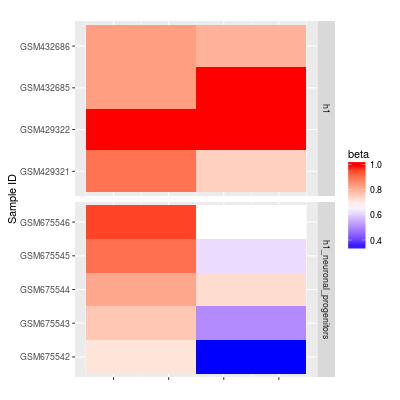 GSM432686
GSM432685
GSM429322
GSM429321
h1
GSM675546
GSM675545
GSM675544
GSM675543
GSM675542
h1_neuronal_progenitors
Sample ID
beta
1.0
0.8
0.6
0.4